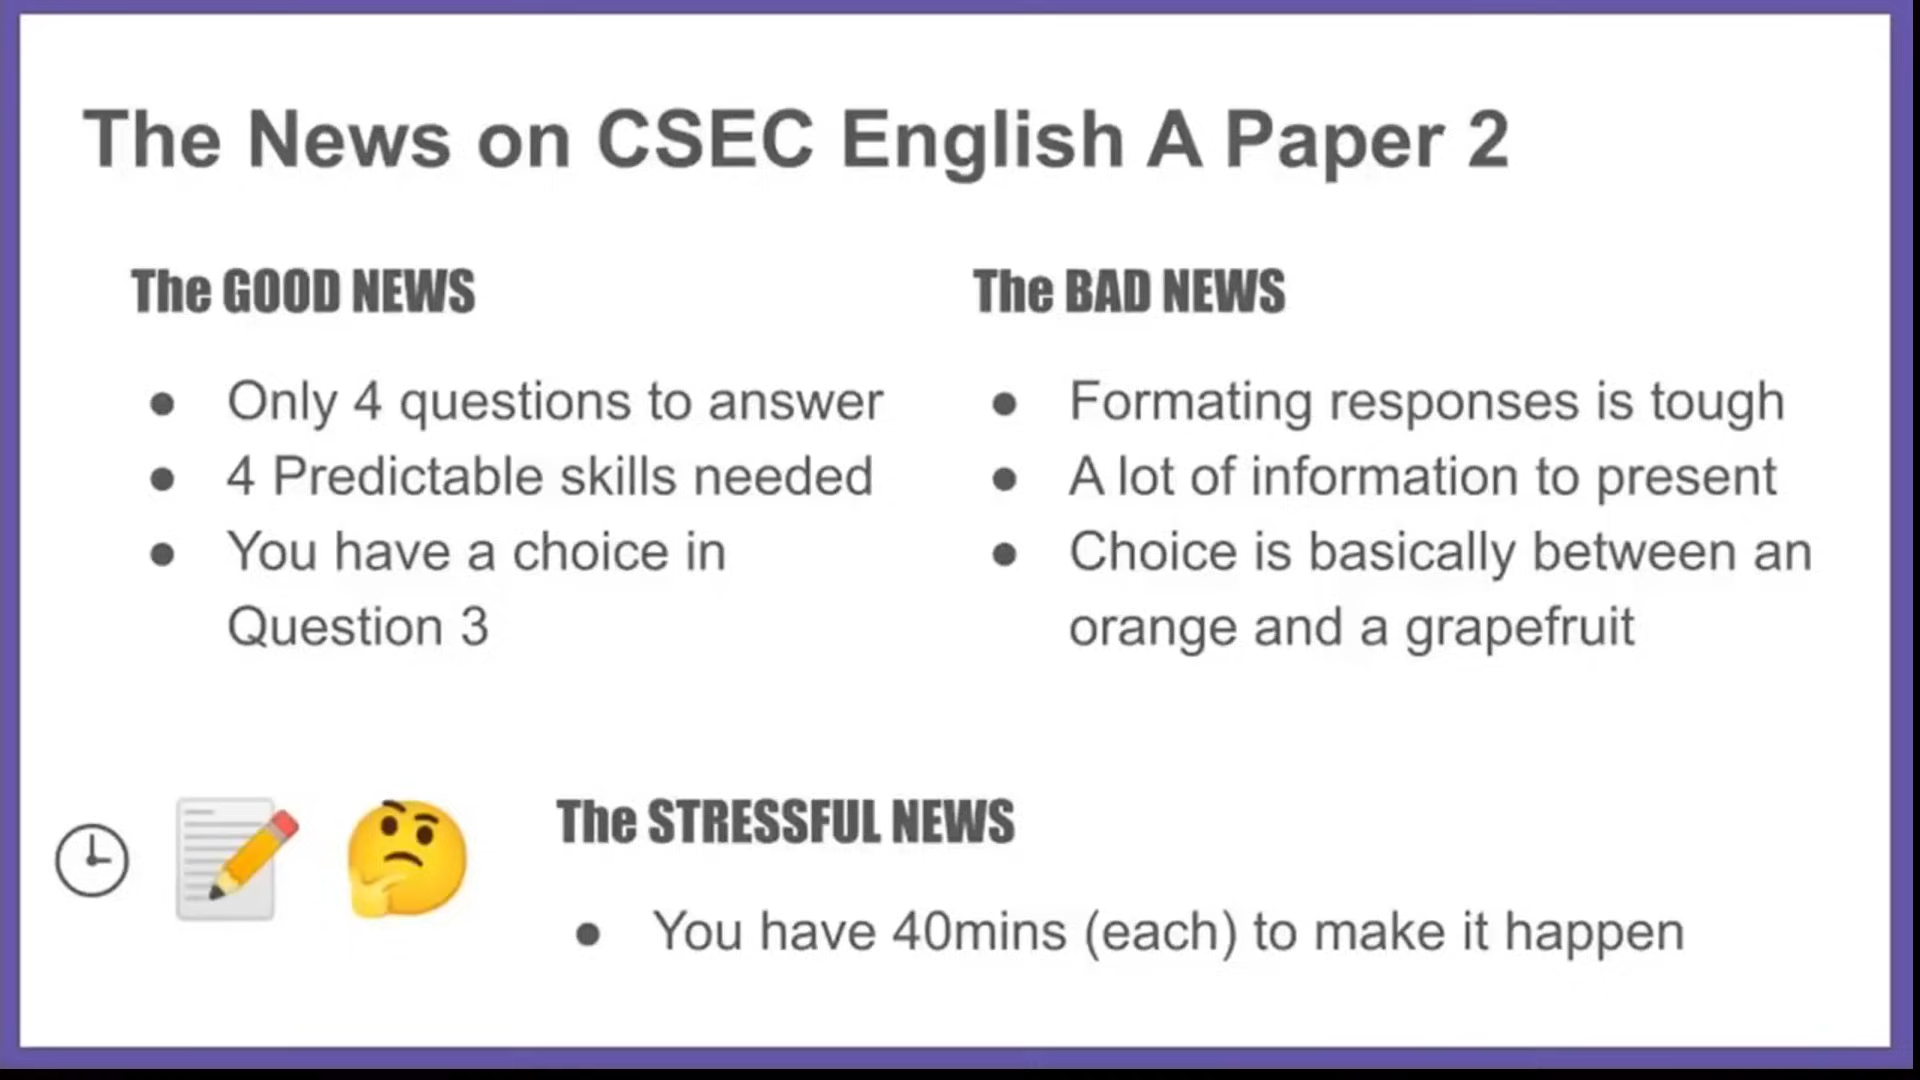 The News on CSEC English A Paper 2
The GOOD NEWS
● Only 4 questions to answer
● 4 Predictable skills needed
● You have a choice in
Question 3
The BAD NEWS
● Formating responses is tough
● A lot of information to present
● Choice is basically between an
orange and a grapefruit
The STRESSFUL NEWS
● You have 40mins (each) to make it happen